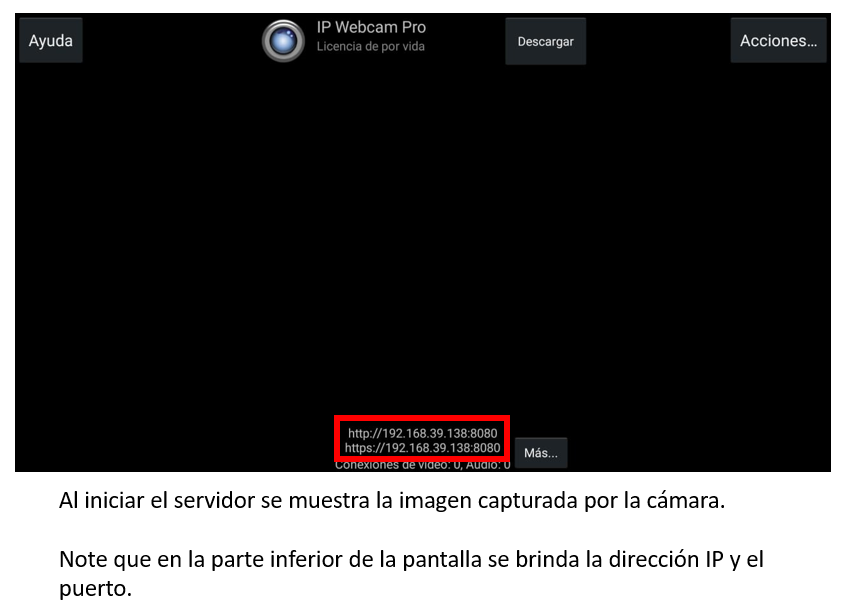 Ayuda
IP Webcam Pro
Licencia de por vida
Descargar
Acciones...
http://192.168.39.138:8080
https://192.168.39.138:8080
Conexiones de vídeo: 0, Audio: 0
Más...
Al iniciar el servidor se muestra la imagen capturada por la cámara.
Note que en la parte inferior de la pantalla se brinda la dirección IP y el
puerto.